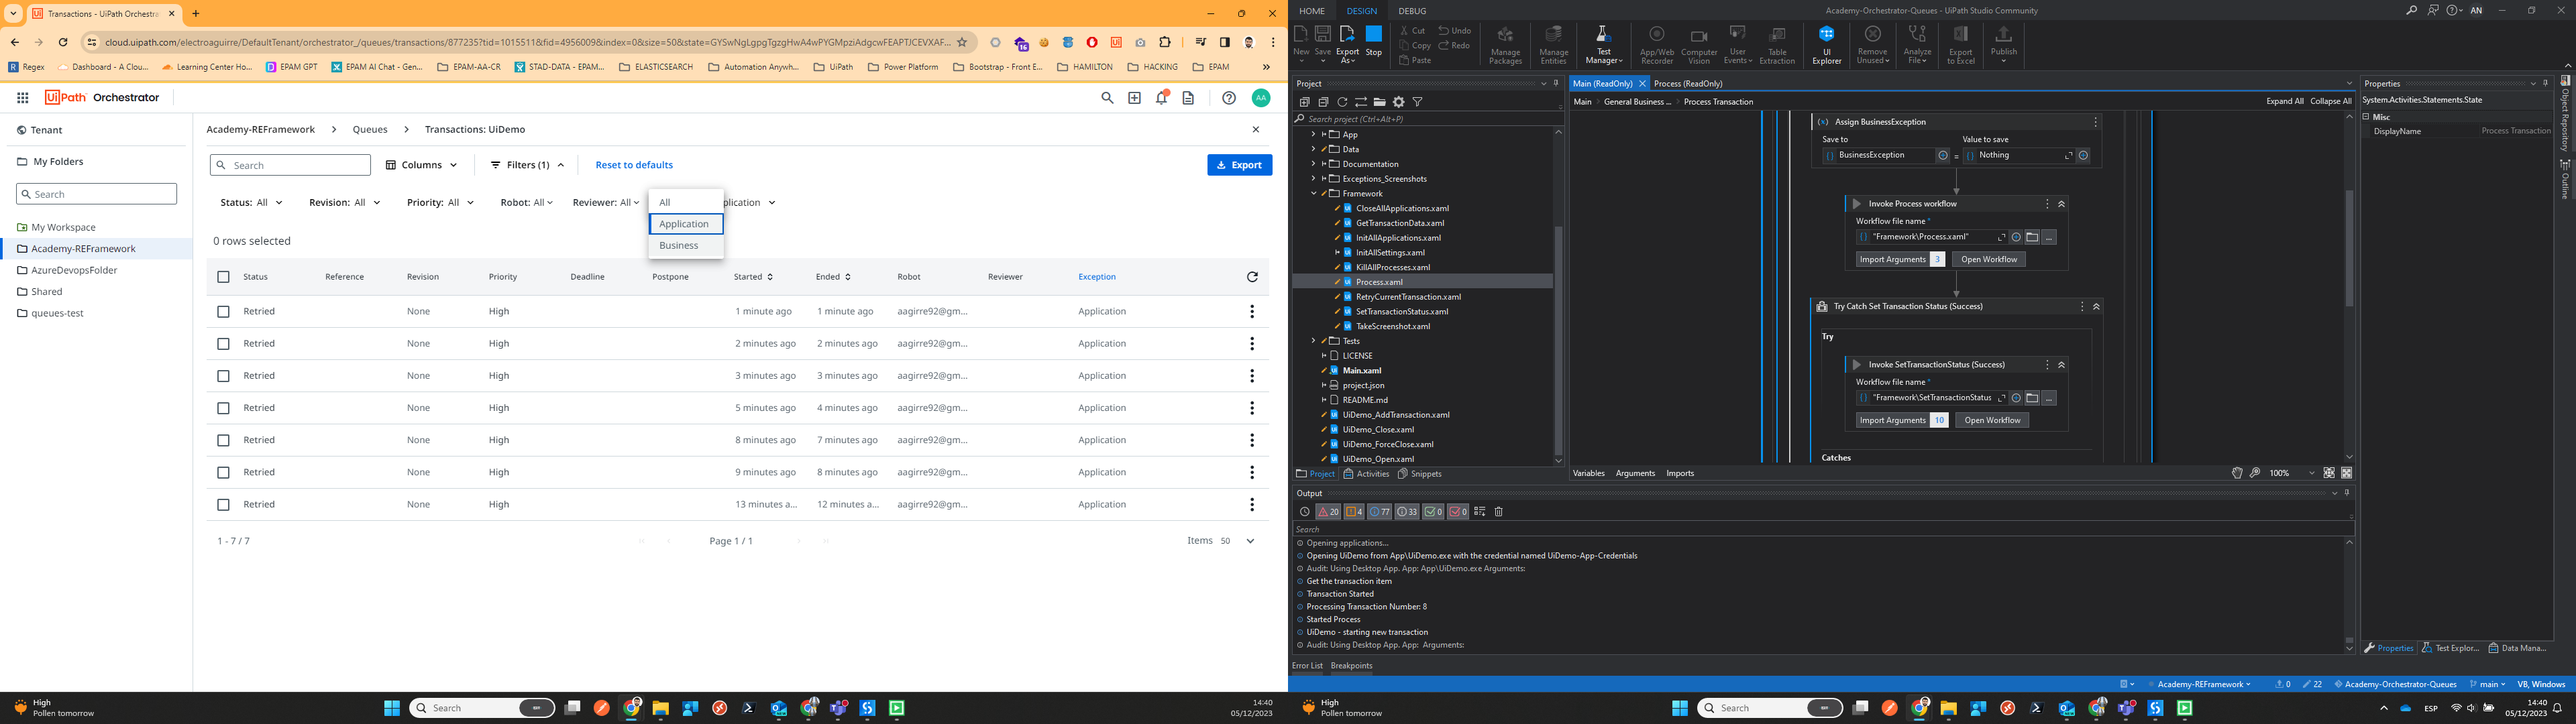 Transactions - UiPath Orchestra
cloud.uipath.com/electroaguirre/DefaultTenant/orchestrator_/queues/transactions/877235?tid=1015511&fid=4956009&index=0&size=50&state=GYSwNgLgpgTgzgHwA4wPYGMpziAdgcwFEAPTJCEVXAF...
Regex
Dashboard - A Clou...
Learning Center Ho...
EPAM GPT
EPAM AI Chat - Gen...
EPAM-AA-CR
STAD-DATA - EPAM...
ELASTICSEARCH
Automation Anywh...
UiPath
Power Platform
Bootstrap - Front E...
HAMILTON
HACKING
EPAM
UiPath Orchestrator
AA
Tenant
My Folders
Search
My Workspace
Academy-REFramework
AzureDevopsFolder
Shared
queues-test
Academy-REFramework > Queues > Transactions: UiDemo
Search
Columns
Filters (1)
Reset to defaults
Export
Status: All
Revision: All
Priority: All
Robot: All
Reviewer: All
plication
All
Application
Business
0 rows selected
Status Reference Revision Priority Deadline Postpone Started Ended Robot Reviewer Exception
Retried None High 1 minute ago 1 minute ago aagirre92@gm... Application
Retried None High 2 minutes ago 2 minutes ago aagirre92@gm... Application
Retried None High 3 minutes ago 3 minutes ago aagirre92@gm... Application
Retried None High 5 minutes ago 4 minutes ago aagirre92@gm... Application
Retried None High 8 minutes ago 7 minutes ago aagirre92@gm... Application
Retried None High 9 minutes ago 8 minutes ago aagirre92@gm... Application
Retried None High 13 minutes a... 12 minutes a... aagirre92@gm... Application
1 - 7 / 7
Page 1 / 1
Items 50
High
Pollen tomorrow
Search
14:40
05/12/2023
HOME DESIGN DEBUG
Academy-Orchestrator-Queues - UiPath Studio Community
AN
New
Save
Export As
Stop
Cut
Copy
Paste
Undo
Redo
Manage Packages
Manage Entities
Test Manager
App/Web Recorder
Computer Vision
User Events
Table Extraction
UI Explorer
Remove Unused
Analyze File
Export to Excel
Publish
Project
Search project (Ctrl+Alt+P)
App
Data
Documentation
Exceptions_Screenshots
Framework
CloseAllApplications.xaml
GetTransactionData.xaml
InitAllApplications.xaml
InitAllSettings.xaml
KillAllProcesses.xaml
Process.xaml
RetryCurrentTransaction.xaml
SetTransactionStatus.xaml
TakeScreenshot.xaml
Tests
LICENSE
Main.xaml
project.json
README.md
UiDemo_AddTransaction.xaml
UiDemo_Close.xaml
UiDemo_ForceClose.xaml
UiDemo_Open.xaml
Project Activities Snippets
Main (ReadOnly)
Process (ReadOnly)
Main > General Business ... > Process Transaction
Expand All Collapse All
Assign BusinessException
Save to
Value to save
BusinessException = Nothing
Invoke Process workflow
Workflow file name *
"Framework\Process.xaml"
Import Arguments 3
Open Workflow
Try Catch Set Transaction Status (Success)
Try
Invoke SetTransactionStatus (Success)
Workflow file name *
"Framework\SetTransactionStatus
Import Arguments 10
Open Workflow
Catches
Variables Arguments Imports
100%
Properties
System.Activities.Statements.State
Misc
DisplayName Process Transaction
Object Repository
Outline
Properties Test Explor... Data Mana...
Output
20 4 77 33 0 0
Search
Opening applications...
Opening UiDemo from App\UiDemo.exe with the credential named UiDemo-App-Credentials
Audit: Using Desktop App. App: App\UiDemo.exe Arguments:
Get the transaction item
Transaction Started
Processing Transaction Number: 8
Started Process
UiDemo - starting new transaction
Audit: Using Desktop App. App: Arguments:
Error List Breakpoints
Academy-REFramework
0
22
Academy-Orchestrator-Queues
main
VB, Windows
High
Pollen tomorrow
Search
ESP
14:40
05/12/2023